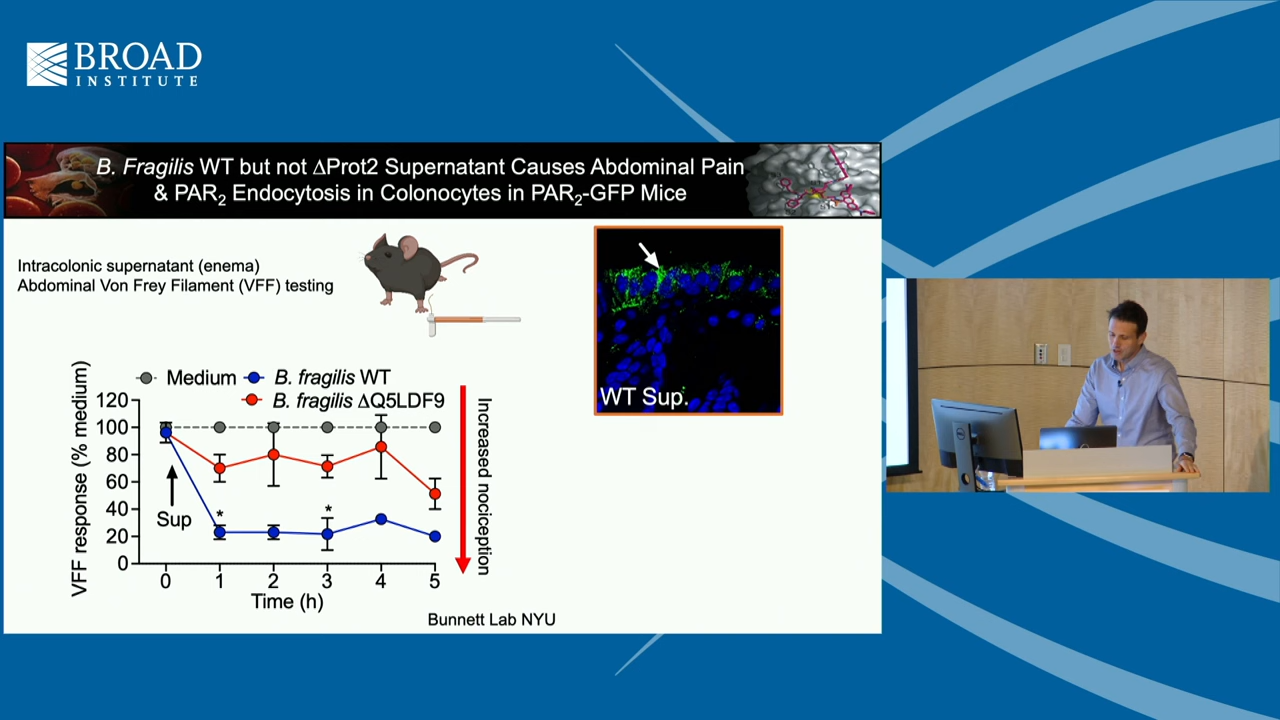 BROAD
INSTITUTE
B. Fragilis WT but not ΔProt2 Supernatant Causes Abdominal Pain
& PAR2 Endocytosis in Colonocytes in PAR2-GFP Mice
Intracolonic supernatant (enema)
Abdominal Von Frey Filament (VFF) testing
WT Sup.
Medium
B. fragilis WT
B. fragilis ΔQ5LDF9
VFF response (% medium)
120
100
80
60
40
20
0
Sup
*
*
0 1 2 3 4 5
Time (h)
Increased nociception
Bunnett Lab NYU